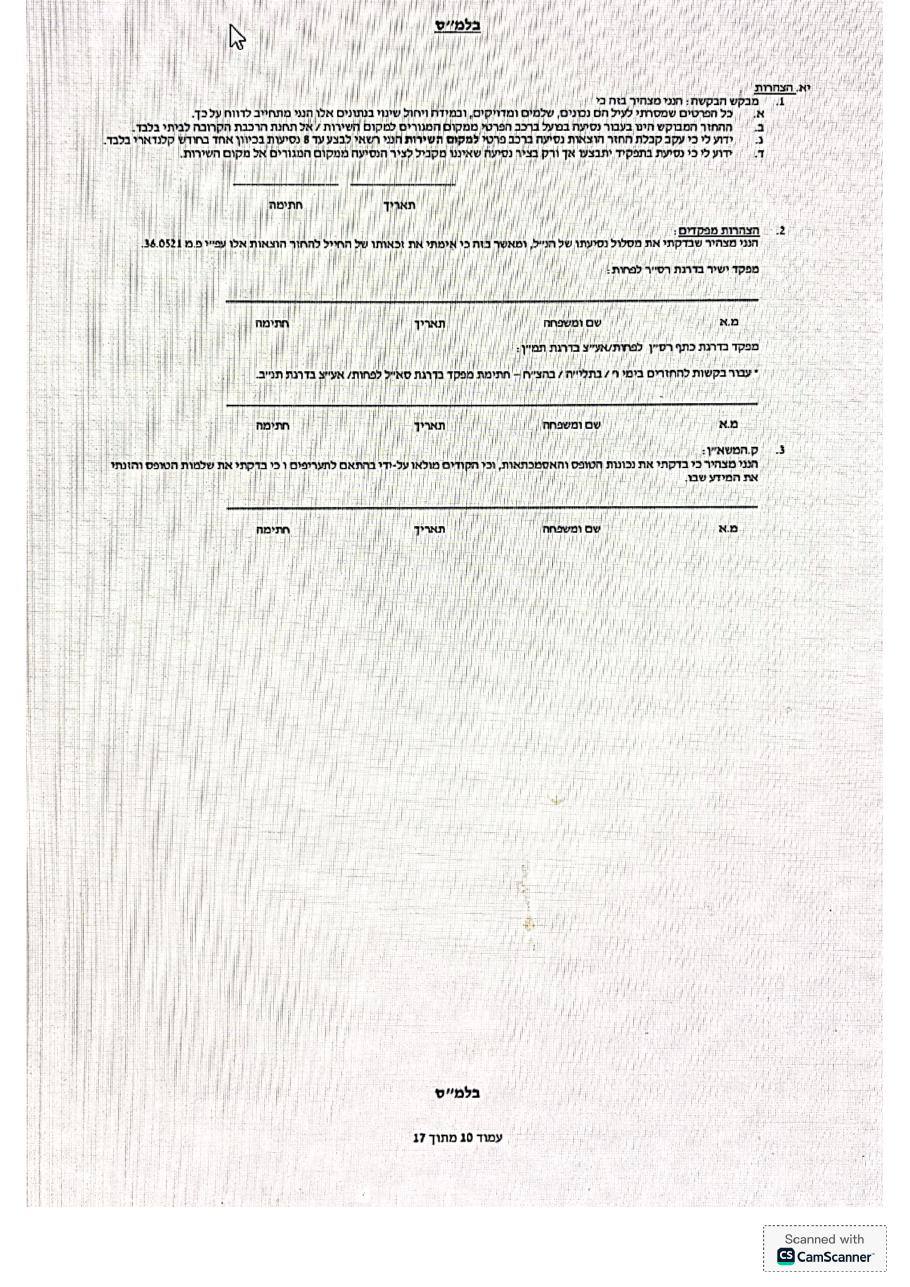 בלמ״ס
יא. הצהרות
1. מבקש הבקשה: הנני מצהיר בזה כי
א. כל הפרטים שמסרתי לעיל הם נכונים, שלמים ומדויקים, ובמידה ויחול שינוי בנתונים אלו הנני מתחייב לדווח על כך.
ב. ההחזר המבוקש הינו בעבור נסיעה בפועל ברכב הפרטי ממקום המגורים למקום השירות / אל תחנת הרכבת הקרובה לביתי בלבד.
ג. ידוע לי כי עקב קבלת החזר הוצאות נסיעה ברכב פרטי למקום השירות הנני רשאי לבצע עד 8 נסיעות בכיוון אחד בחודש קלנדארי בלבד.
ד. ידוע לי כי נסיעת בתפקיד יתבצעו אך ורק בציר נסיעה שאיננו מקביל לציר הנסיעה ממקום המגורים אל מקום השירות.
תאריך חתימה
2. הצהרות מפקדים:
הנני מצהיר שבדקתי את מסלול נסיעתו של הנ״ל, ומאשר בזה כי אימתי את זכאותו של החייל להחזר הוצאות אלו עפ״י פ.מ 36.0521.
מפקד ישיר בדרגת רס״ר לפחות:
מ.א שם ומשפחה תאריך חתימה
מפקד בדרגת כתף רס״ן לפחות/אע״צ בדרגת תמ״ן:
* עבור בקשות להחזרים בימי ו׳ / בתלי״ה / בהצ״ח – חתימת מפקד בדרגת סא״ל לפחות/ אע״צ בדרגת תנ״ב.
מ.א שם ומשפחה תאריך חתימה
3. ק.המשא״ן:
הנני מצהיר כי בדקתי את נכונות הטופס והאסמכתאות, וכי הקודים מולאו על-ידי בהתאם לתעריפים ו כי בדקתי את שלמות הטופס והזנתי
את המידע שבו.
מ.א שם ומשפחה תאריך חתימה
בלמ״ס
עמוד 10 מתוך 17
Scanned with
CS CamScanner